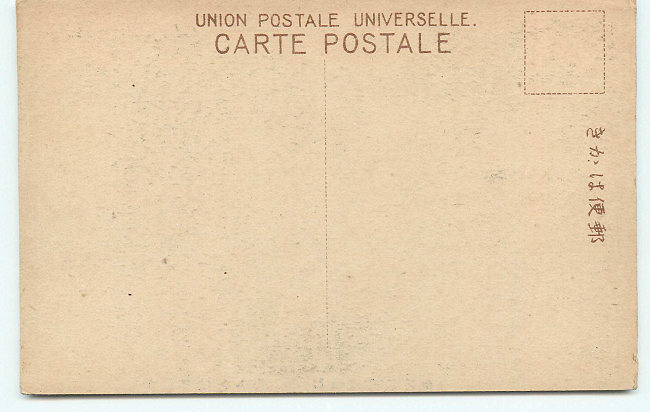 UNION POSTALE UNIVERSELLE.
CARTE POSTALE
きかは便郵